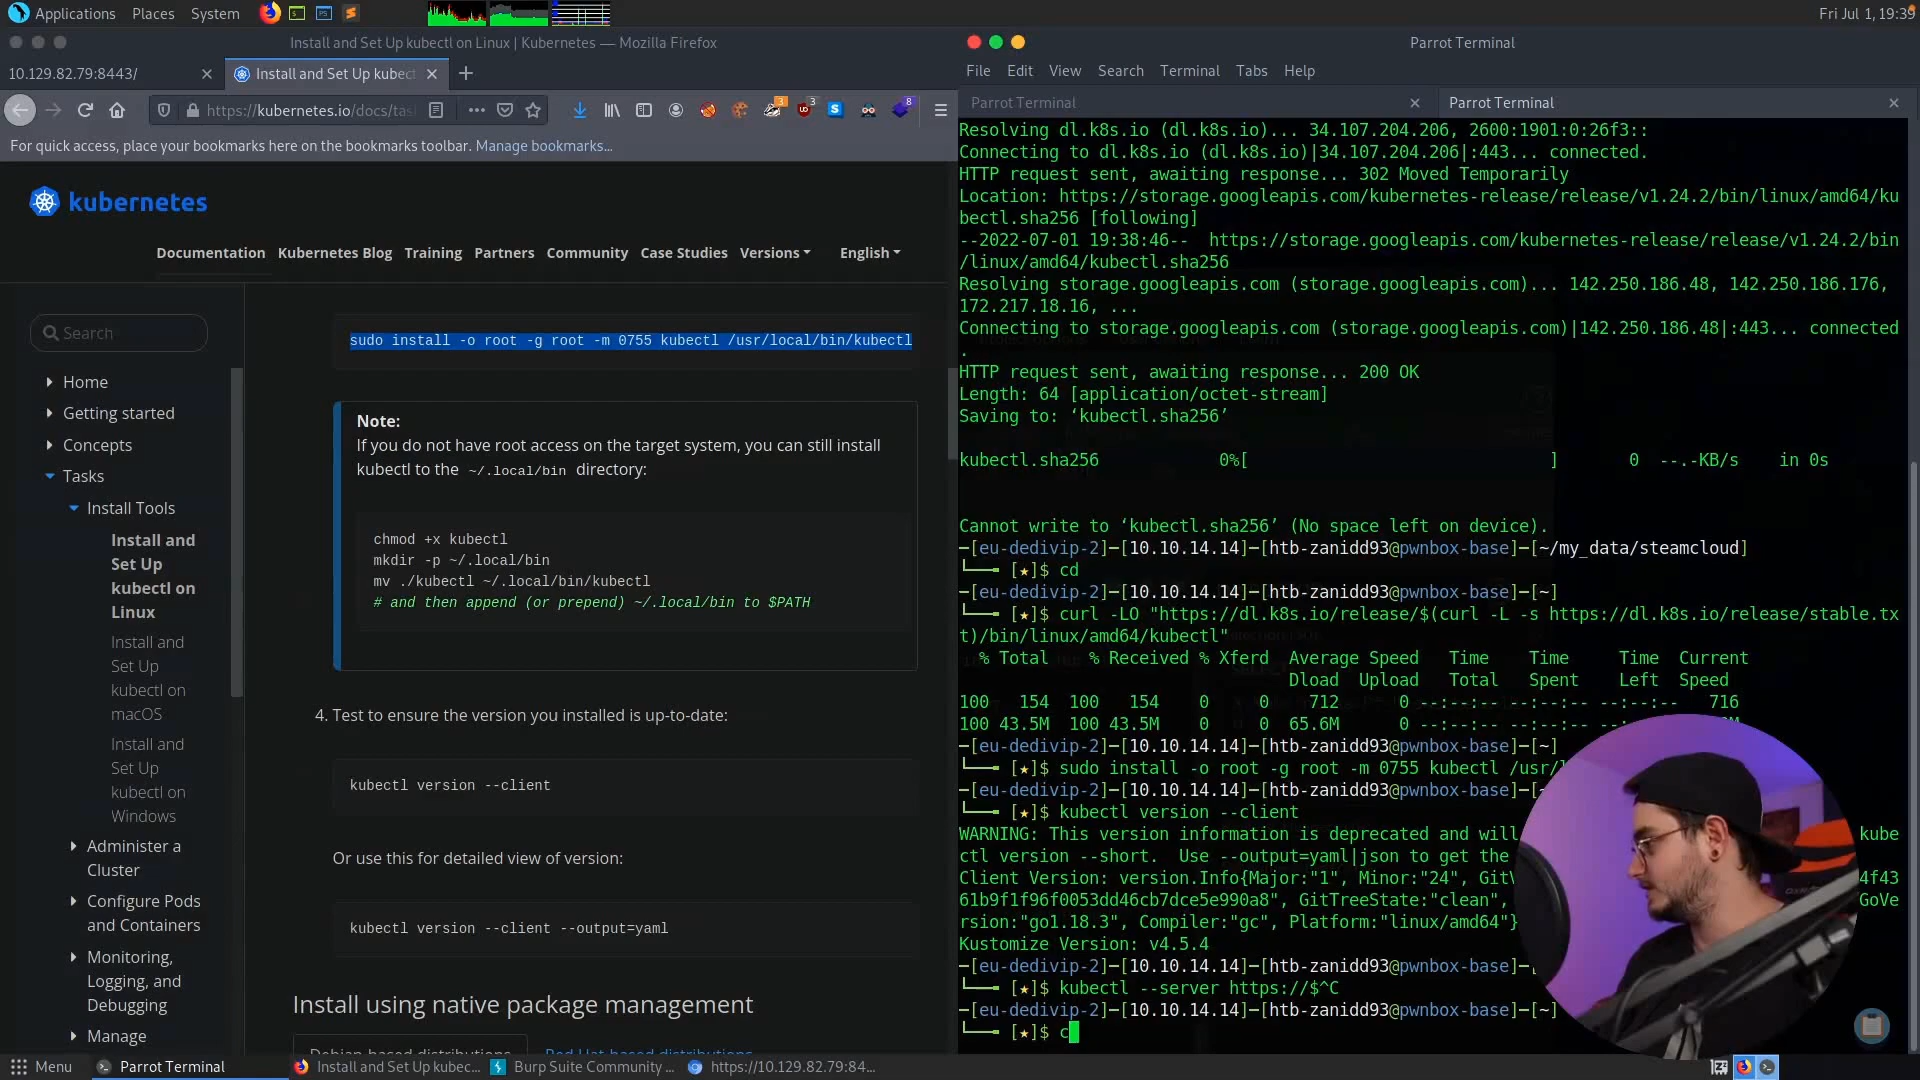 Applications Places System
Fri Jul 1, 19:39
Install and Set Up kubectl on Linux | Kubernetes — Mozilla Firefox
10.129.82.79:8443/
Install and Set Up kubect
https://kubernetes.io/docs/tas
3
3
8
For quick access, place your bookmarks here on the bookmarks toolbar. Manage bookmarks...
kubernetes
Documentation Kubernetes Blog Training Partners Community Case Studies Versions English
Search
Home
Getting started
Concepts
Tasks
Install Tools
Install and
Set Up
kubectl on
Linux
Install and
Set Up
kubectl on
macOS
Install and
Set Up
kubectl on
Windows
Administer a
Cluster
Configure Pods
and Containers
Monitoring,
Logging, and
Debugging
Manage
sudo install -o root -g root -m 0755 kubectl /usr/local/bin/kubectl
Note:
If you do not have root access on the target system, you can still install
kubectl to the ~/.local/bin directory:
chmod +x kubectl
mkdir -p ~/.local/bin
mv ./kubectl ~/.local/bin/kubectl
# and then append (or prepend) ~/.local/bin to $PATH
4. Test to ensure the version you installed is up-to-date:
kubectl version --client
Or use this for detailed view of version:
kubectl version --client --output=yaml
Install using native package management
Debian-based distributions Red Hat-based distributions
Parrot Terminal
File Edit View Search Terminal Tabs Help
Parrot Terminal
Parrot Terminal
Resolving dl.k8s.io (dl.k8s.io)... 34.107.204.206, 2600:1901:0:26f3::
Connecting to dl.k8s.io (dl.k8s.io)|34.107.204.206|:443... connected.
HTTP request sent, awaiting response... 302 Moved Temporarily
Location: https://storage.googleapis.com/kubernetes-release/release/v1.24.2/bin/linux/amd64/ku
bectl.sha256 [following]
--2022-07-01 19:38:46-- https://storage.googleapis.com/kubernetes-release/release/v1.24.2/bin
/linux/amd64/kubectl.sha256
Resolving storage.googleapis.com (storage.googleapis.com)... 142.250.186.48, 142.250.186.176,
172.217.18.16, ...
Connecting to storage.googleapis.com (storage.googleapis.com)|142.250.186.48|:443... connected
.
HTTP request sent, awaiting response... 200 OK
Length: 64 [application/octet-stream]
Saving to: ‘kubectl.sha256’
kubectl.sha256 0%[ ] 0 --.-KB/s in 0s
Cannot write to ‘kubectl.sha256’ (No space left on device).
─[eu-dedivip-2]─[10.10.14.14]─[htb-zanidd93@pwnbox-base]─[~/my_data/steamcloud]
└──╼ [★]$ cd
─[eu-dedivip-2]─[10.10.14.14]─[htb-zanidd93@pwnbox-base]─[~]
└──╼ [★]$ curl -LO "https://dl.k8s.io/release/$(curl -L -s https://dl.k8s.io/release/stable.tx
t)/bin/linux/amd64/kubectl"
% Total % Received % Xferd Average Speed Time Time Time Current
Dload Upload Total Spent Left Speed
100 154 100 154 0 0 712 0 --:--:-- --:--:-- --:--:-- 716
100 43.5M 100 43.5M 0 0 65.6M 0 --:--:-- --:--:-- --:-
─[eu-dedivip-2]─[10.10.14.14]─[htb-zanidd93@pwnbox-base]─[~]
└──╼ [★]$ sudo install -o root -g root -m 0755 kubectl /usr/l
─[eu-dedivip-2]─[10.10.14.14]─[htb-zanidd93@pwnbox-base]─[~
└──╼ [★]$ kubectl version --client
WARNING: This version information is deprecated and will kube
ctl version --short. Use --output=yaml|json to get the
Client Version: version.Info{Major:"1", Minor:"24", GitV 4f43
61b9f1f96f0053dd46cb7dce5e990a8", GitTreeState:"clean", GoVe
rsion:"go1.18.3", Compiler:"gc", Platform:"linux/amd64"}
Kustomize Version: v4.5.4
─[eu-dedivip-2]─[10.10.14.14]─[htb-zanidd93@pwnbox-base]─[
└──╼ [★]$ kubectl --server https://$^C
─[eu-dedivip-2]─[10.10.14.14]─[htb-zanidd93@pwnbox-base]─[~]
└──╼ [★]$ c
Menu Parrot Terminal Install and Set Up kubec... Burp Suite Community ... https://10.129.82.79:84...